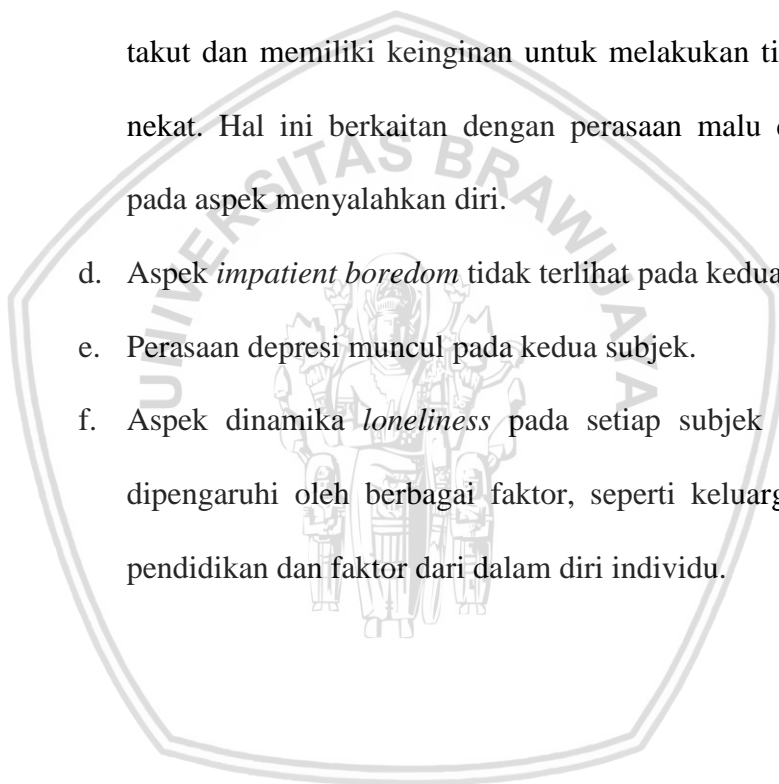 takut dan memiliki keinginan untuk melakukan
nekat. Hal ini berkaitan dengan perasaan malu
pada aspek menyalahkan diri.
d. Aspek impatient boredom tidak terlihat pada kedua
e. Perasaan depresi muncul pada kedua subjek.
f. Aspek dinamika loneliness pada setiap subjek
dipengaruhi oleh berbagai faktor, seperti
pendidikan dan faktor dari dalam diri individu.
UNIVERSITAS BRAWIJAYA